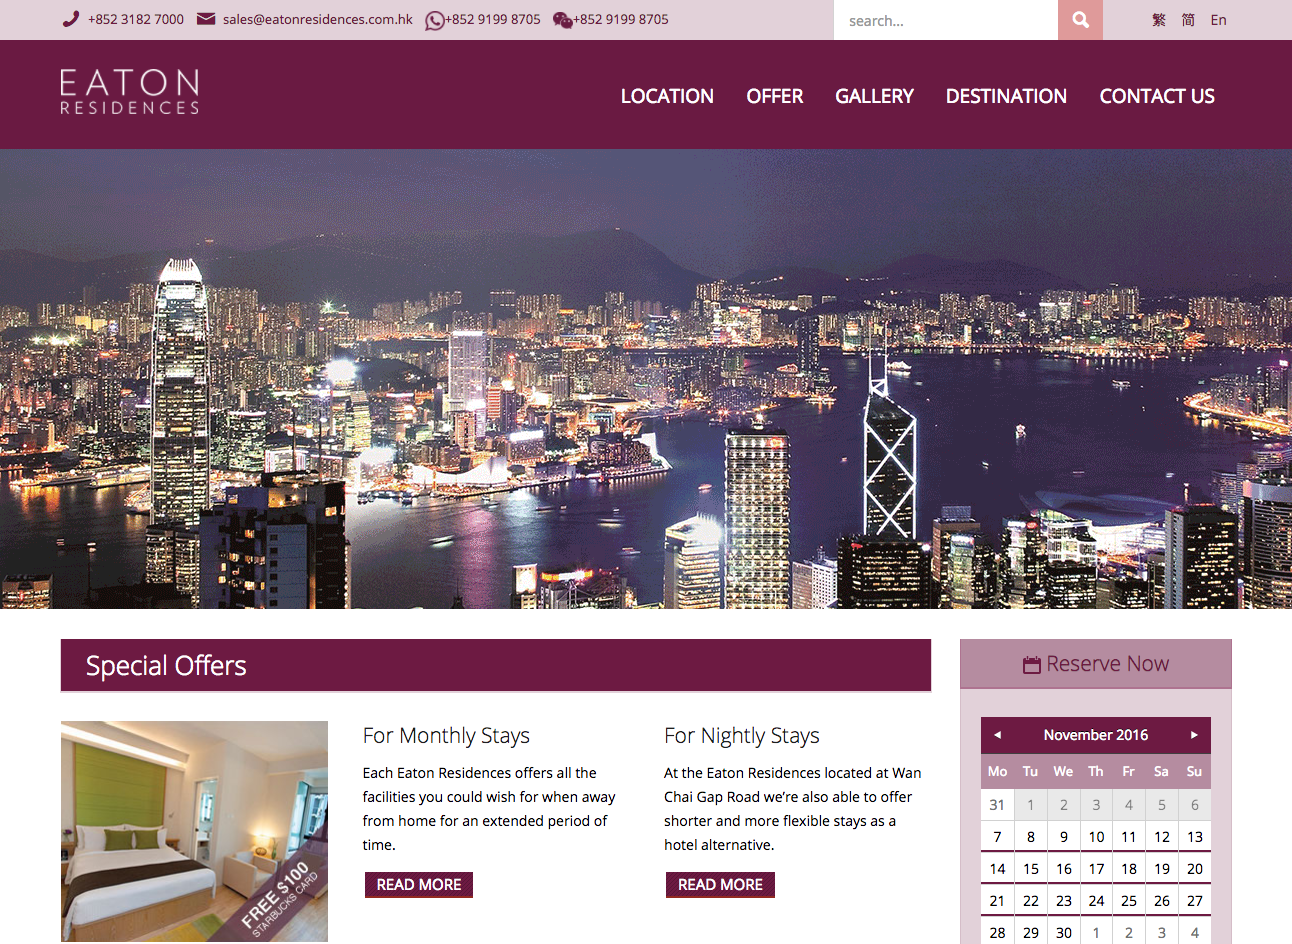 +852 3182 7000 sales@eatonresidences.com.hk +852 9199 8705 +852 9199 8705 search... 繁 简 En
EATON
RESIDENCES
LOCATION OFFER GALLERY DESTINATION CONTACT US
Special Offers
FREE $100
STARBUCKS CARD
For Monthly Stays
Each Eaton Residences offers all the
facilities you could wish for when away
from home for an extended period of
time.
READ MORE
For Nightly Stays
At the Eaton Residences located at Wan
Chai Gap Road we’re also able to offer
shorter and more flexible stays as a
hotel alternative.
READ MORE
Reserve Now
November 2016
Mo Tu We Th Fr Sa Su
31 1 2 3 4 5 6
7 8 9 10 11 12 13
14 15 16 17 18 19 20
21 22 23 24 25 26 27
28 29 30 1 2 3 4